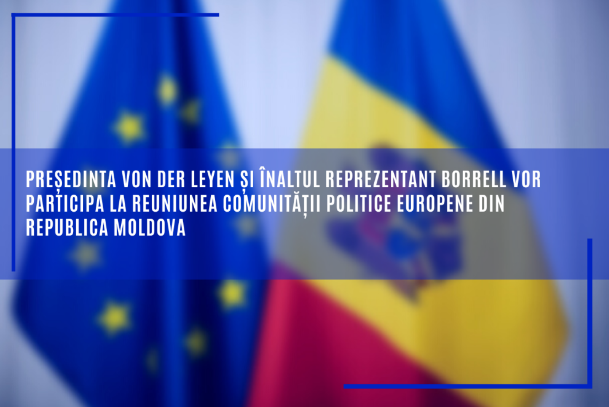 PREȘEDINTA VON DER LEYEN ȘI ÎNALTUL REPREZENTANT BORRELL VOR
PARTICIPA LA REUNIUNEA COMUNITĂȚII POLITICE EUROPENE DIN
REPUBLICA MOLDOVA